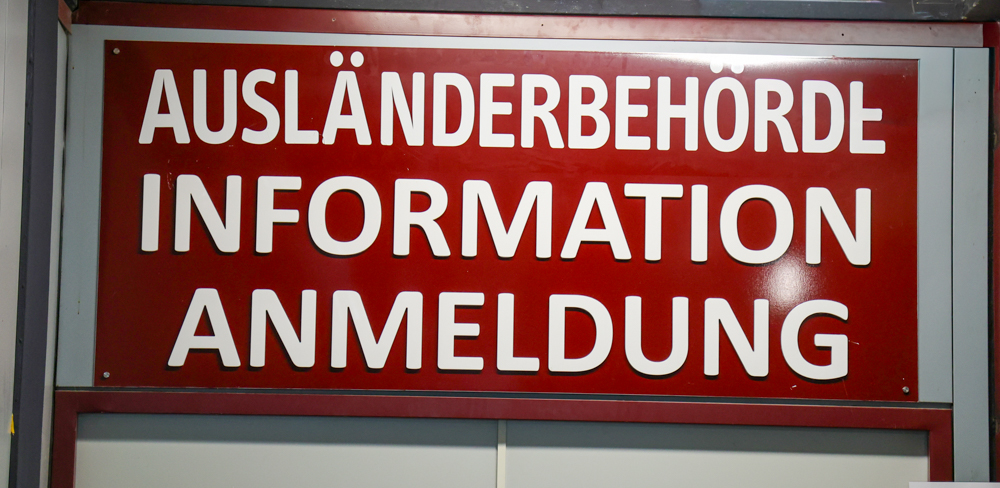 AUSLÄNDERBEHÖRDE
INFORMATION
ANMELDUNG